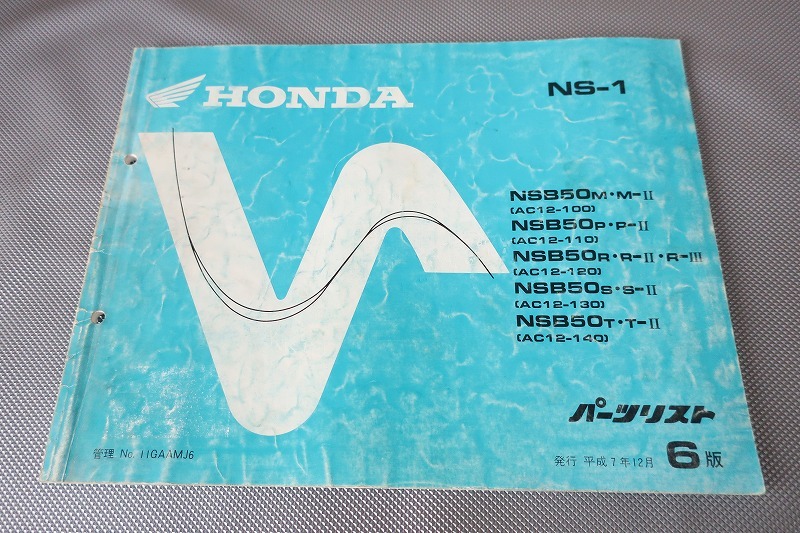 HONDA
NS-1
NSB50M・M-II
(AC12-100)
NSB50P・P-II
(AC12-110)
NSB50R・R-II・R-III
(AC12-120)
NSB50S・S-II
(AC12-130)
NSB50T・T-II
(AC12-140)
パーツリスト
管理 No. 11GAAMJ6
発行 平成7年12月 6版